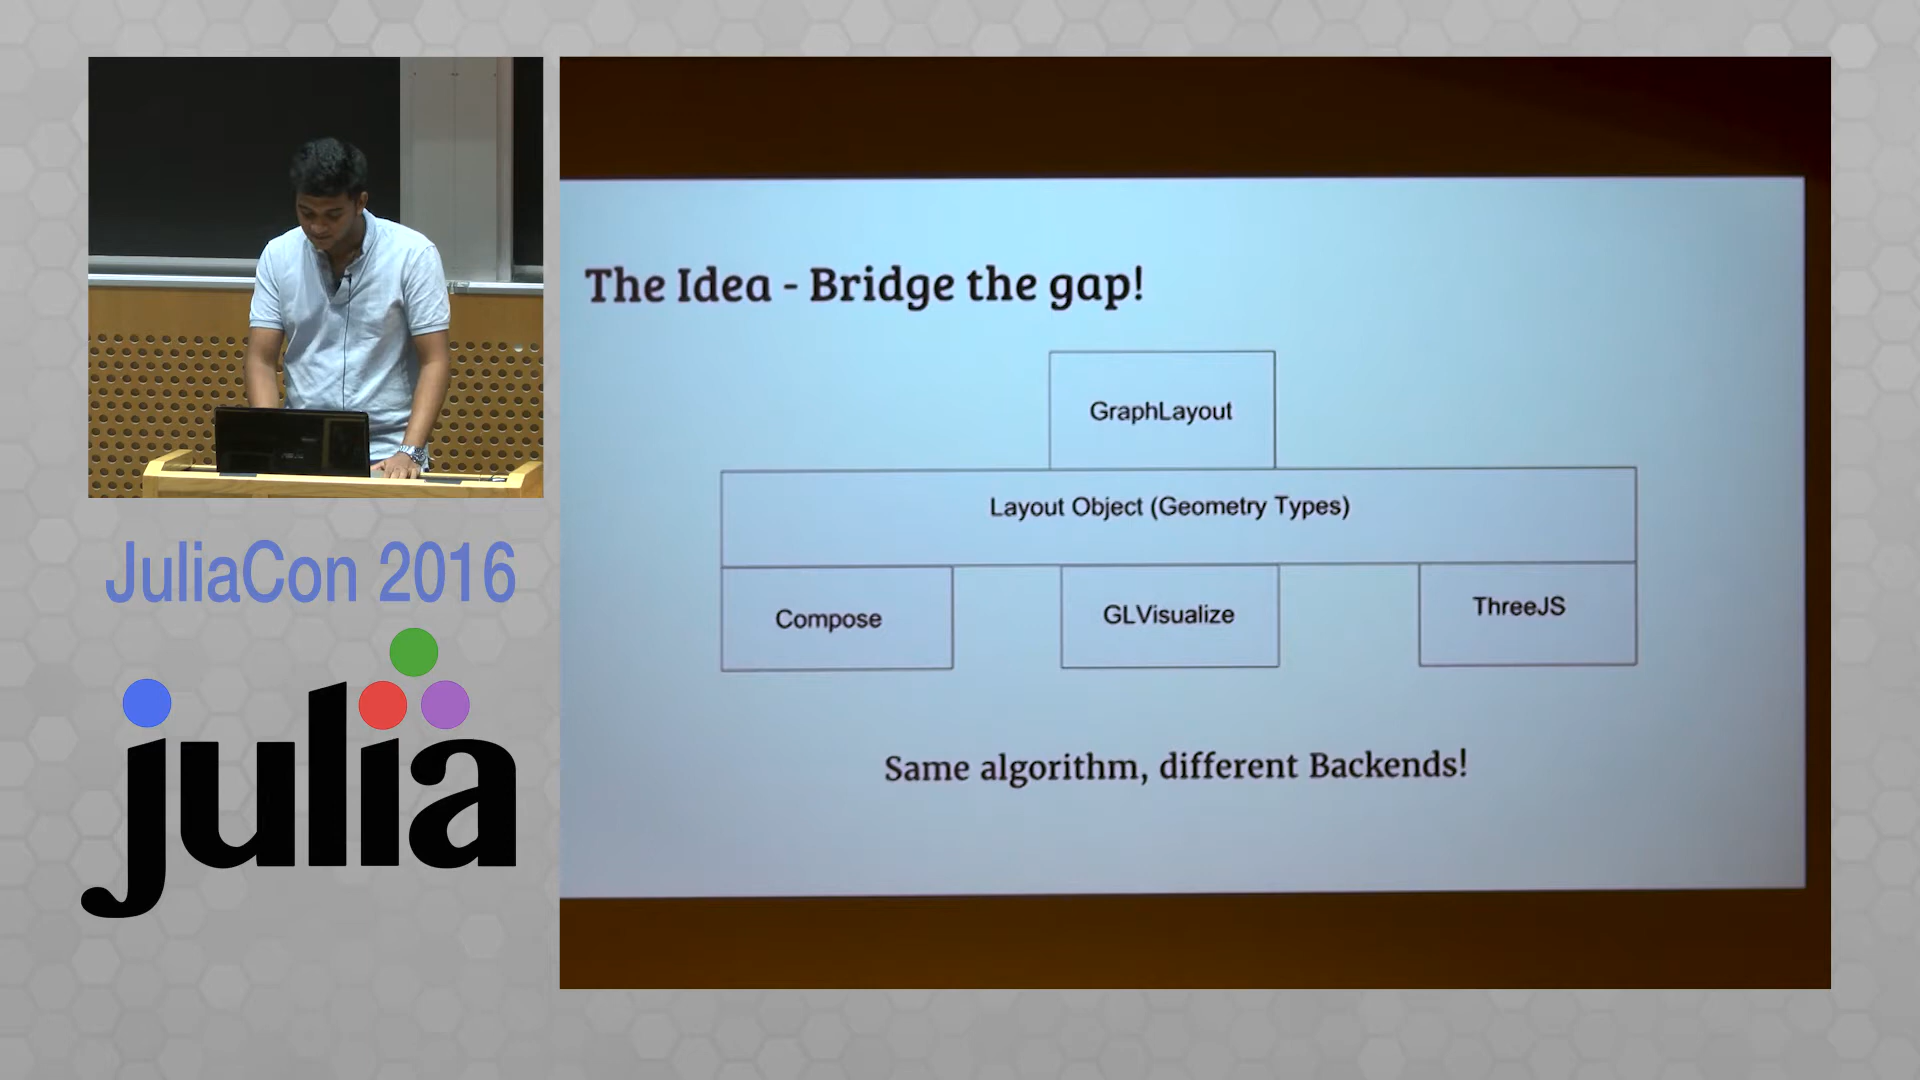 The Idea - Bridge the gap!
GraphLayout
Layout Object (Geometry Types)
Compose
GLVisualize
ThreeJS
Same algorithm, different Backends!
JuliaCon 2016
julia